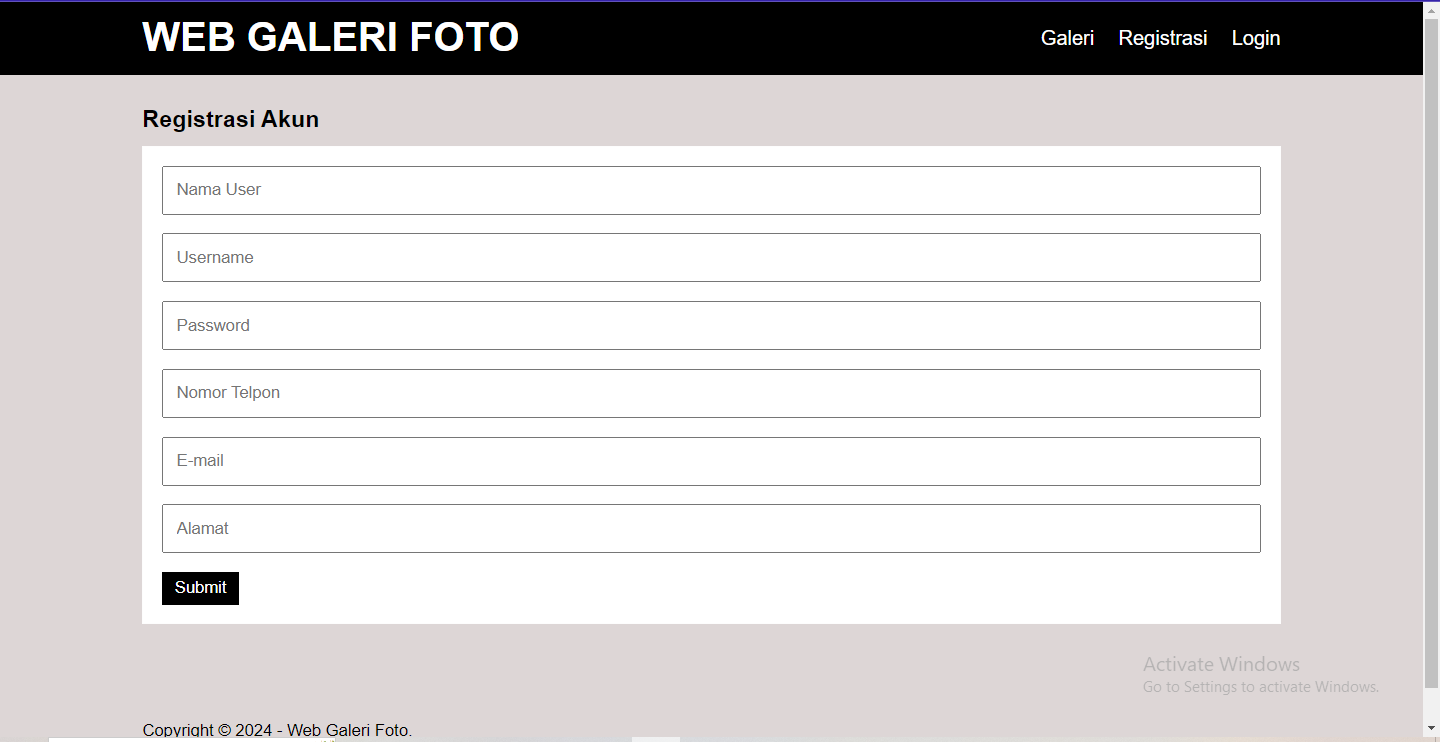 WEB GALERI FOTO
Galeri Registrasi Login
Registrasi Akun
Nama User
Username
Password
Nomor Telpon
E-mail
Alamat
Submit
Activate Windows
Go to Settings to activate Windows.
Copyright © 2024 - Web Galeri Foto.